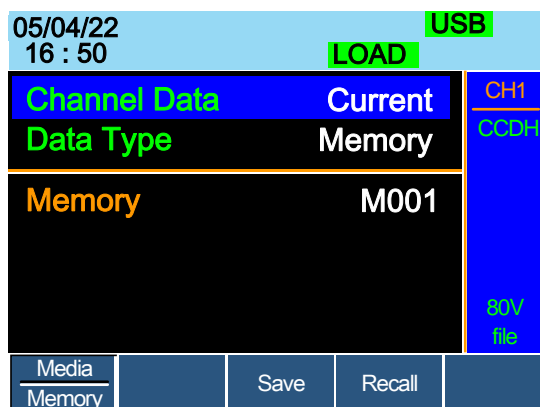 05/04/22 USB
16 : 50 LOAD
Channel Data Current CH1
Data Type Memory CCDH
Memory M001
80V
file
Media
Memory Save Recall